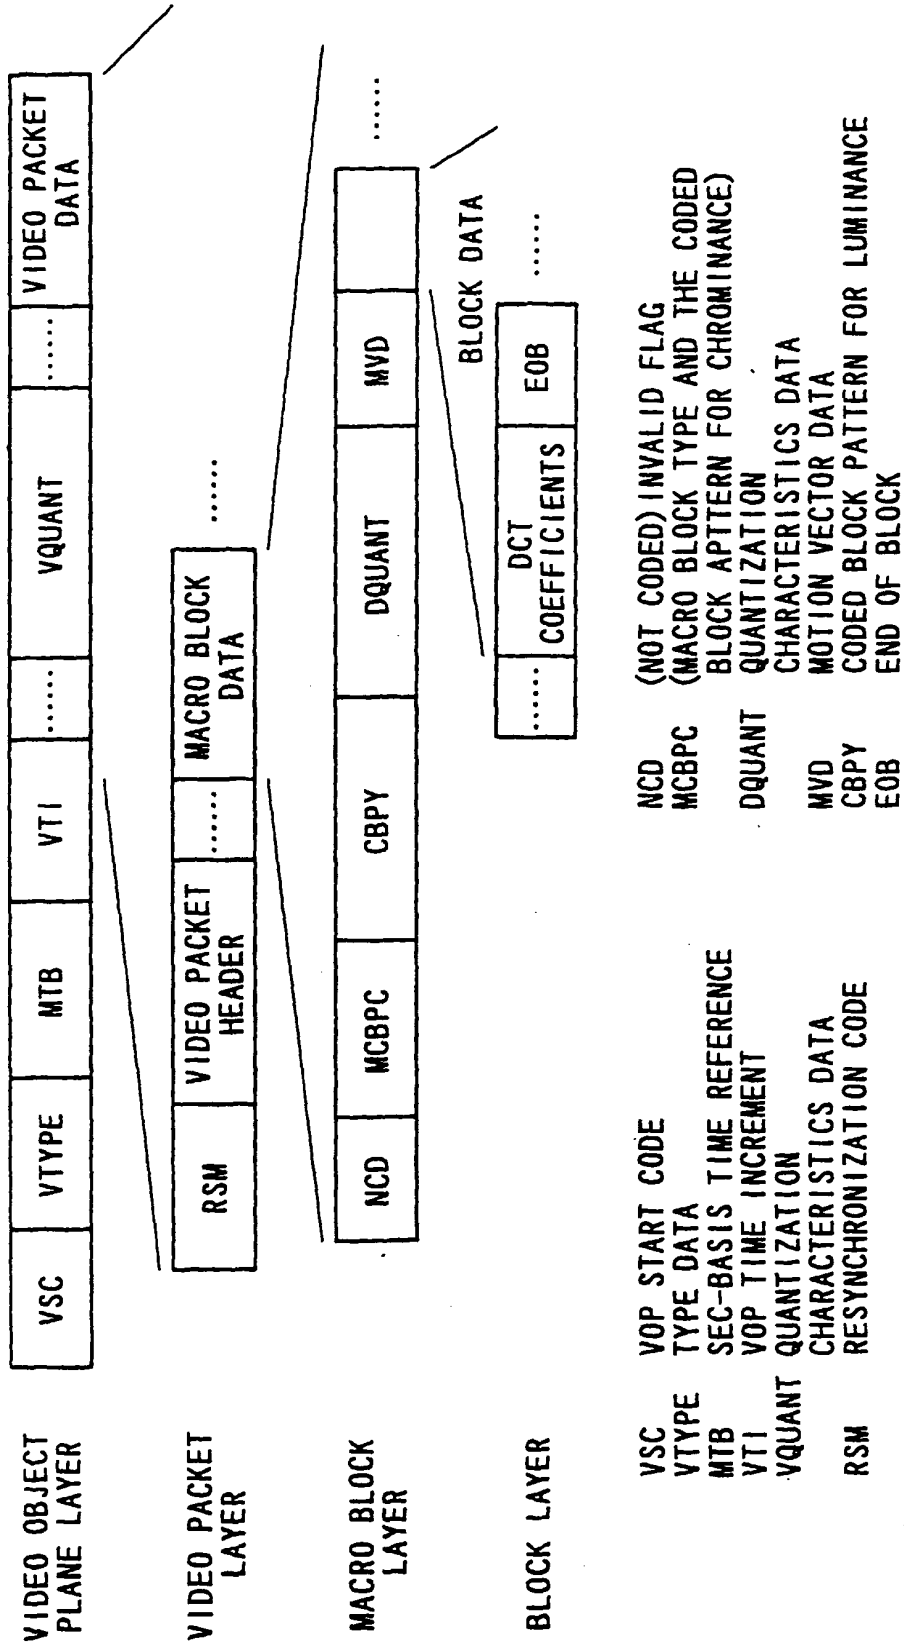 VIDEO OBJECT
PLANE LAYER
VSC
VTYPE
MTB
VTI
......
VQUANT
......
VIDEO PACKET
DATA
VIDEO PACKET
LAYER
RSM
VIDEO PACKET
HEADER
......
MACRO BLOCK
DATA
......
MACRO BLOCK
LAYER
NCD
MCBPC
CBPY
DQUANT
MVD
......
BLOCK DATA
BLOCK LAYER
......
DCT
COEFFICIENTS
EOB
......
VSC VOP START CODE
VTYPE TYPE DATA
MTB SEC-BASIS TIME REFERENCE
VTI VOP TIME INCREMENT
VQUANT QUANTIZATION
CHARACTERISTICS DATA
RSM RESYNCHRONIZATION CODE
NCD (NOT CODED) INVALID FLAG
MCBPC (MACRO BLOCK TYPE AND THE CODED
BLOCK APTTERN FOR CHROMINANCE)
DQUANT QUANTIZATION
CHARACTERISTICS DATA
MVD MOTION VECTOR DATA
CBPY CODED BLOCK PATTERN FOR LUMINANCE
EOB END OF BLOCK